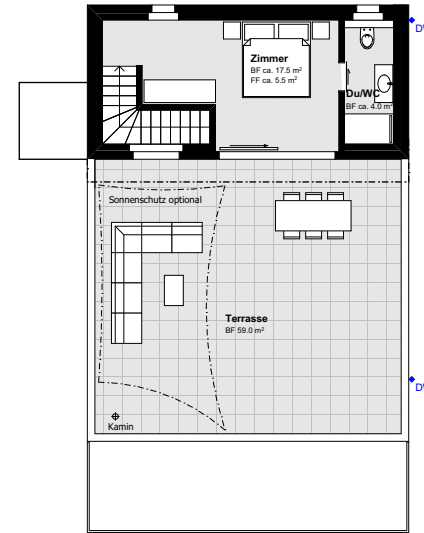 Zimmer
BF ca. 17.5 m²
FF ca. 5.5 m²
Du/WC
BF ca. 4.0 m²
Sonnenschutz optional
Terrasse
BF 59.0 m²
Kamin